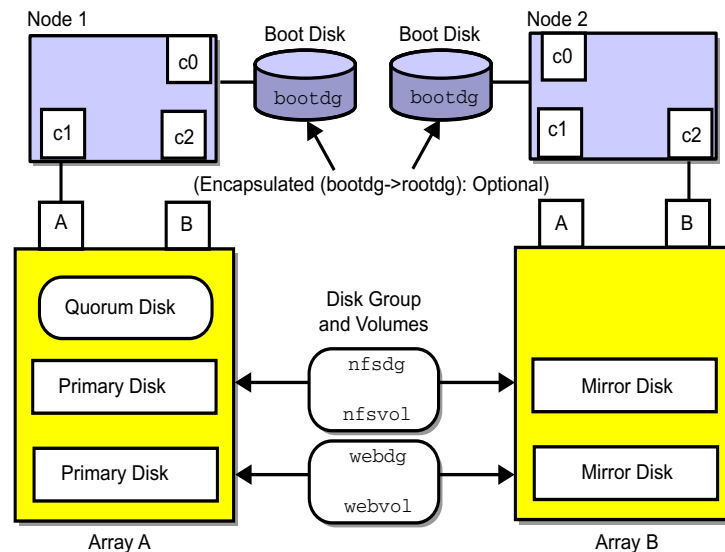 Node 1
Node 2
Boot Disk
Boot Disk
c0
c0
bootdg
bootdg
c1
c2
c1
c2
(Encapsulated (bootdg->rootdg): Optional)
A
B
A
B
Quorum Disk
Disk Group
and Volumes
Primary Disk
nfsdg
nfsvol
Mirror Disk
Primary Disk
webdg
webvol
Mirror Disk
Array A
Array B